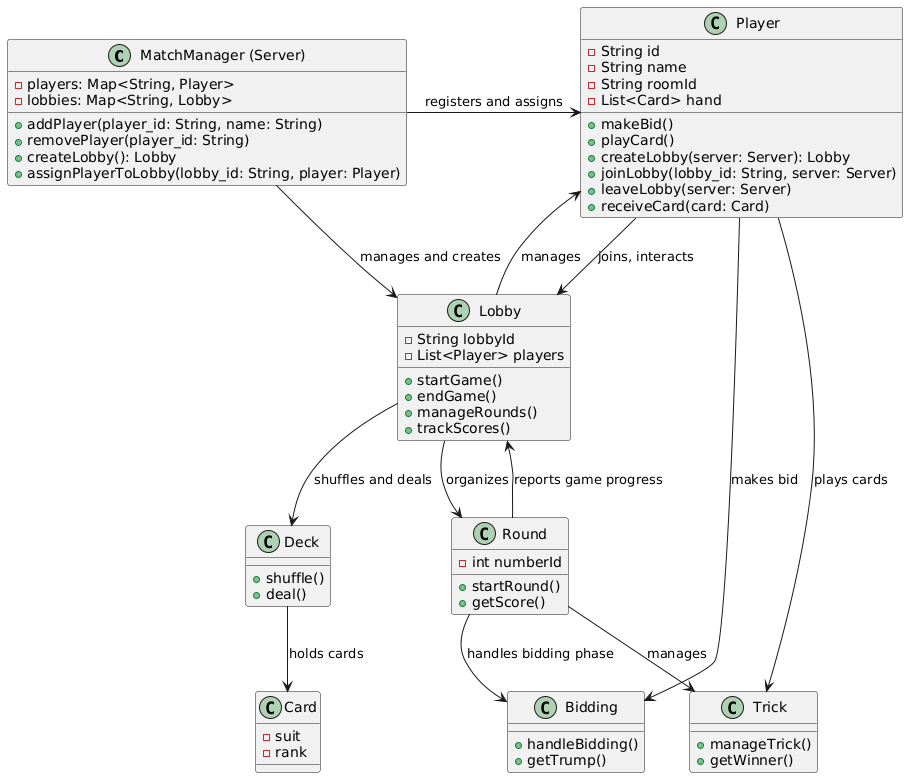 C MatchManager (Server)
players: Map<String, Player>
lobbies: Map<String, Lobby>
addPlayer(player_id: String, name: String)
removePlayer(player_id: String)
createLobby(): Lobby
assignPlayerToLobby(lobby_id: String, player: Player)
registers and assigns
C Player
String id
String name
String roomId
List<Card> hand
makeBid()
playCard()
createLobby(server: Server): Lobby
joinLobby(lobby_id: String, server: Server)
leaveLobby(server: Server)
receiveCard(card: Card)
manages and creates
manages
joins, interacts
C Lobby
String lobbyId
List<Player> players
startGame()
endGame()
manageRounds()
trackScores()
shuffles and deals
organizes
reports game progress
makes bid
plays cards
C Deck
shuffle()
deal()
C Round
int numberId
startRound()
getScore()
holds cards
handles bidding phase
manages
C Card
suit
rank
C Bidding
handleBidding()
getTrump()
C Trick
manageTrick()
getWinner()